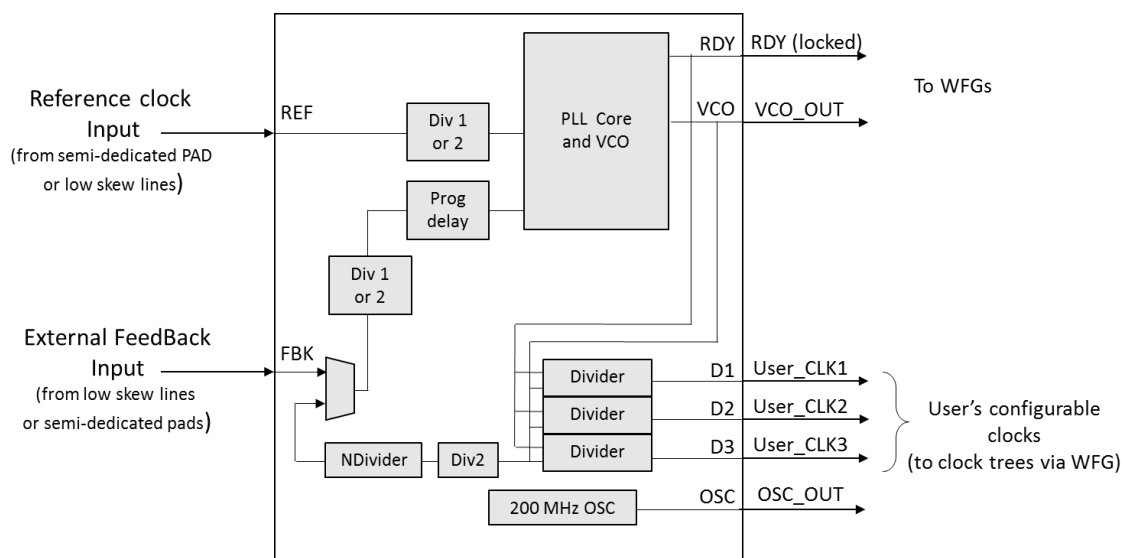 RDY
RDY (locked)
To WFGs
Reference clock
Input
(from semi-dedicated PAD
or low skew lines)
REF
Div 1
or 2
PLL Core
and VCO
VCO
VCO_OUT
Prog
delay
Div 1
or 2
External FeedBack
Input
(from low skew lines
or semi-dedicated pads)
FBK
Divider
D1
User_CLK1
Divider
D2
User_CLK2
Divider
D3
User_CLK3
User's configurable
clocks
(to clock trees via WFG)
NDivider
Div2
200 MHz OSC
OSC
OSC_OUT